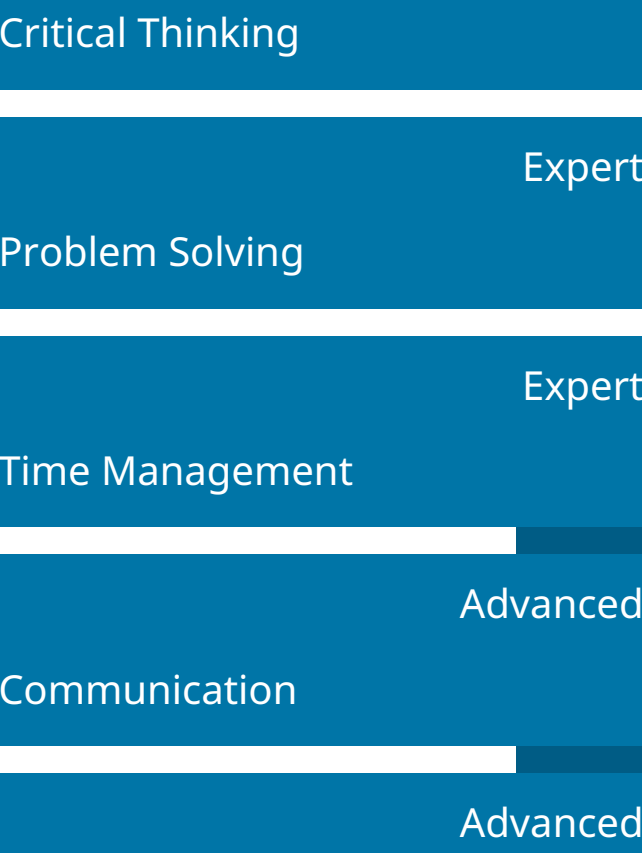 Critical Thinking
Expert
Problem Solving
Expert
Time Management
Advanced
Communication
Advanced